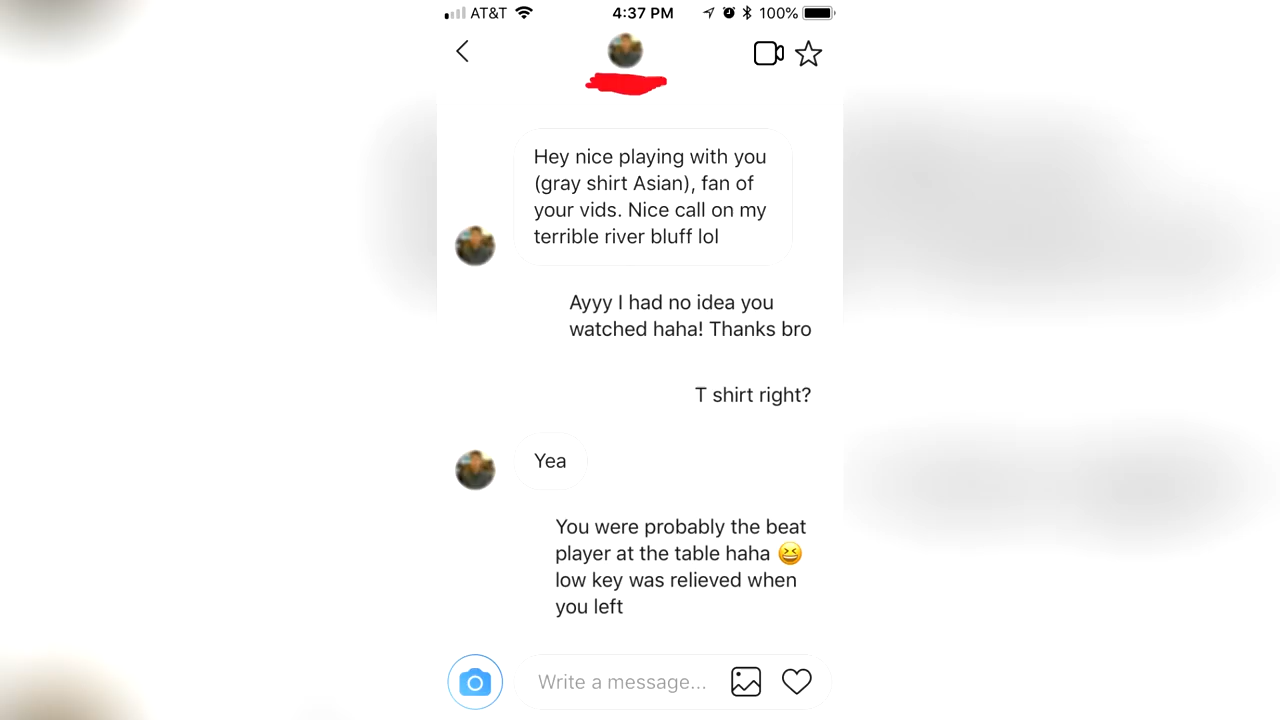 AT&T 4:37 PM 100%
Hey nice playing with you
(gray shirt Asian), fan of
your vids. Nice call on my
terrible river bluff lol
Ayyy I had no idea you
watched haha! Thanks bro
T shirt right?
Yea
You were probably the beat
player at the table haha 😆
low key was relieved when
you left
Write a message...